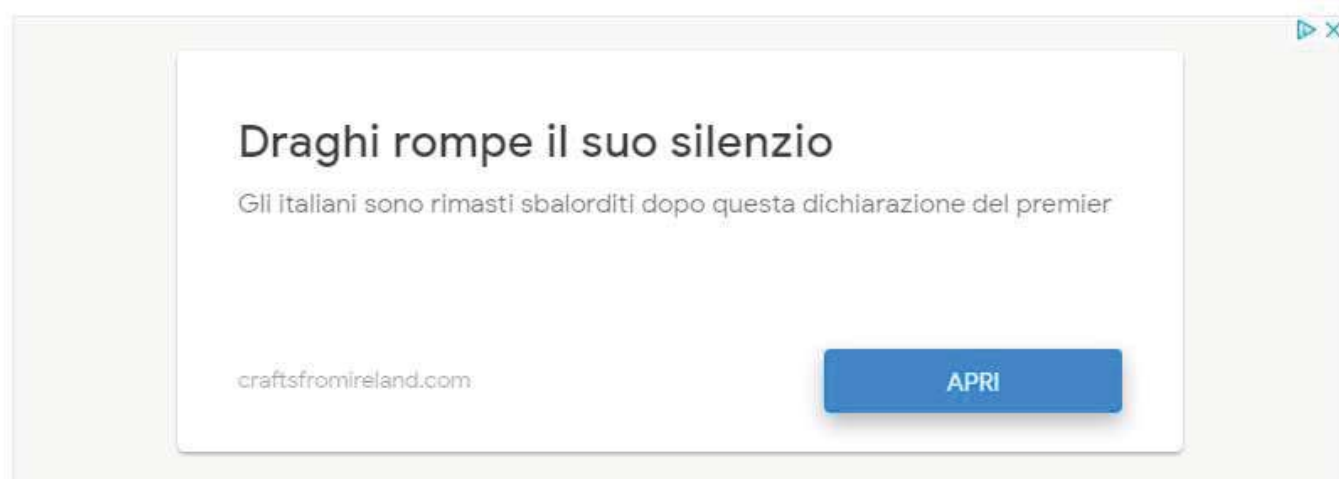 Draghi rompe il suo silenzio
Gli italiani sono rimasti sbalorditi dopo questa dichiarazione del premier
craftsfromireland.com
APRI